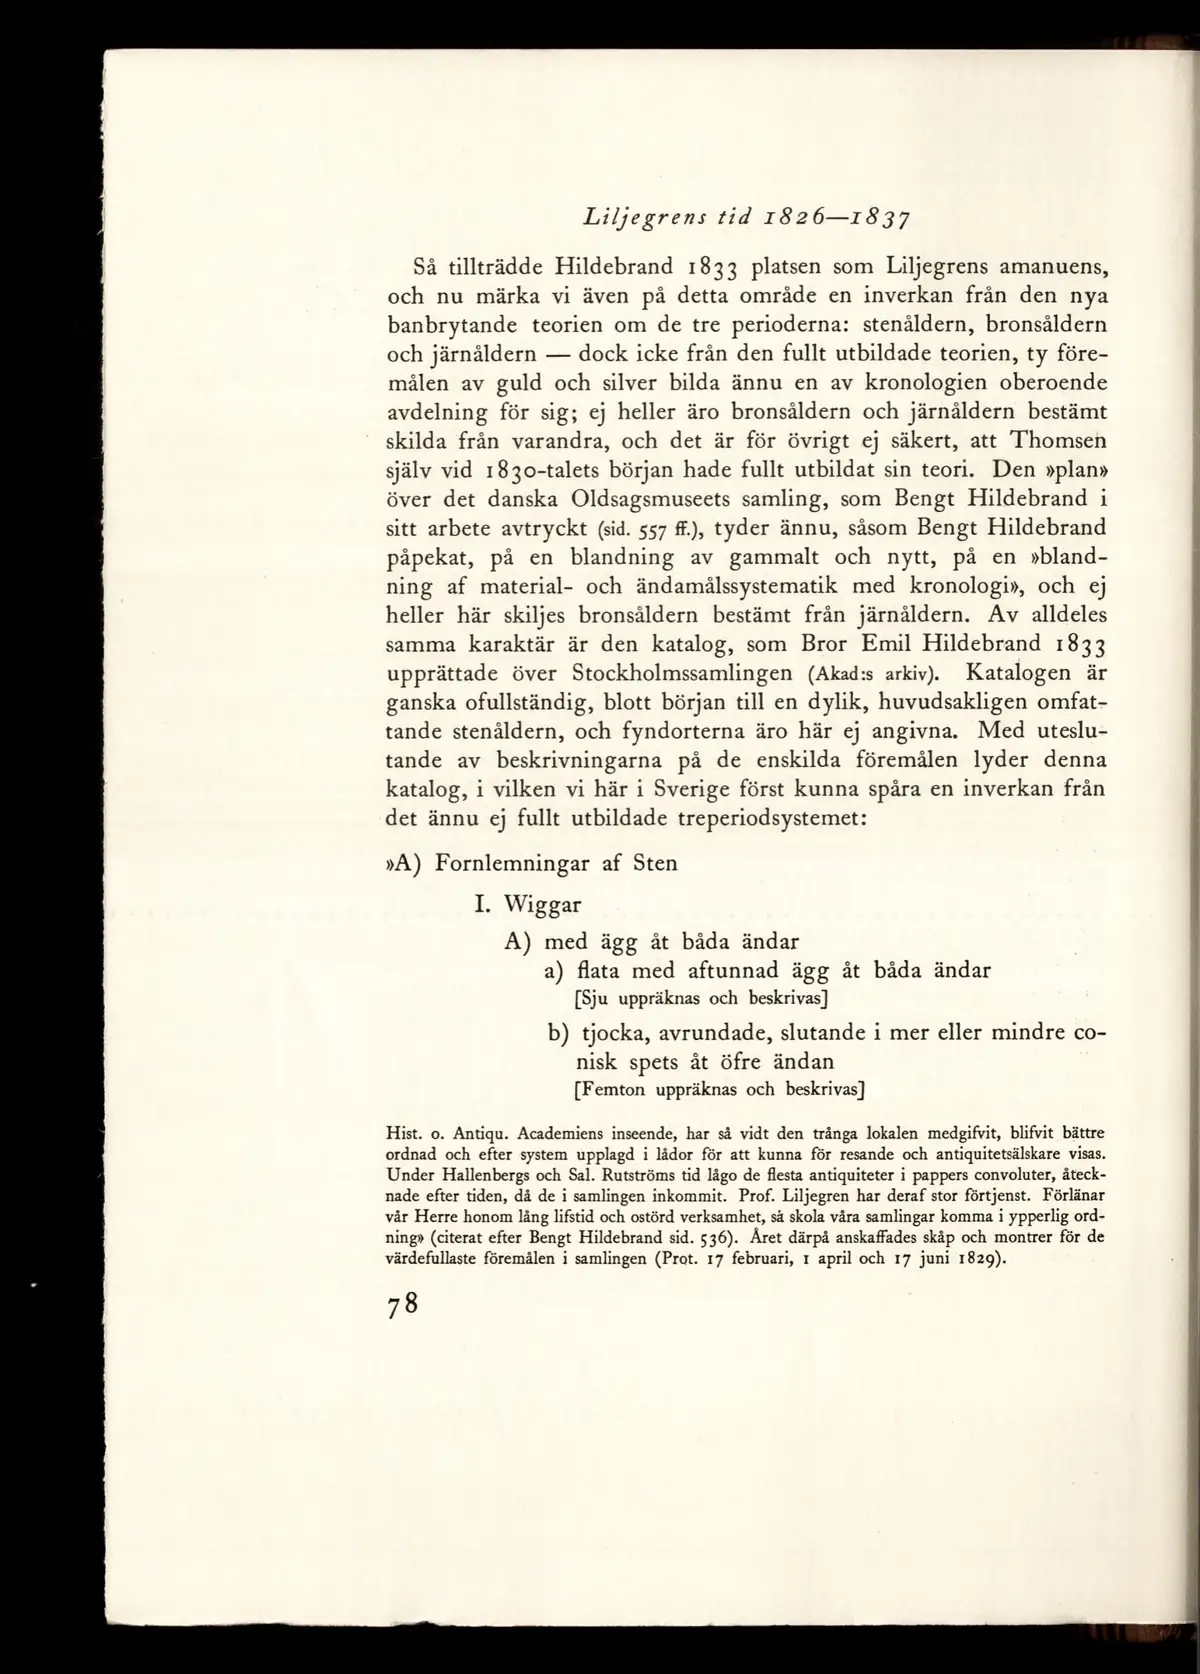 Liljegrens tid 1826—1837
Så tillträdde Hildebrand 1833 platsen som Liljegrens amanuens,
och nu märka vi även på detta område en inverkan från den nya
banbrytande teorien om de tre perioderna: stenåldern, bronsåldern
och järnåldern — dock icke från den fullt utbildade teorien, ty före-
målen av guld och silver bilda ännu en av kronologien oberoende
avdelning för sig; ej heller äro bronsåldern och järnåldern bestämt
skilda från varandra, och det är för övrigt ej säkert, att Thomsen
själv vid 1830-talets början hade fullt utbildat sin teori. Den »plan»
över det danska Oldsagsmuseets samling, som Bengt Hildebrand i
sitt arbete avtryckt (sid. 557 ff.), tyder ännu, såsom Bengt Hildebrand
påpekat, på en blandning av gammalt och nytt, på en »bland-
ning af material- och ändamålssystematik med kronologi», och ej
heller här skiljes bronsåldern bestämt från järnåldern. Av alldeles
samma karaktär är den katalog, som Bror Emil Hildebrand 1833
upprättade över Stockholmssamlingen (Akad:s arkiv). Katalogen är
ganska ofullständig, blott början till en dylik, huvudsakligen omfat-
tande stenåldern, och fyndorterna äro här ej angivna. Med uteslu-
tande av beskrivningarna på de enskilda föremålen lyder denna
katalog, i vilken vi här i Sverige först kunna spåra en inverkan från
det ännu ej fullt utbildade treperiodsystemet:
»A) Fornlemningar af Sten
I. Wiggar
A) med ägg åt båda ändar
a) flata med aftunnad ägg åt båda ändar
[Sju uppräknas och beskrivas]
b) tjocka, avrundade, slutande i mer eller mindre co-
nisk spets åt öfre ändan
[Femton uppräknas och beskrivas]
Hist. o. Antiqu. Academiens inseende, har så vidt den trånga lokalen medgifvit, blifvit bättre
ordnad och efter system upplagd i lådor för att kunna för resande och antiquitetsälskare visas.
Under Hallenbergs och Sal. Rutströms tid lågo de flesta antiquiteter i pappers convoluter, åteck-
nade efter tiden, då de i samlingen inkommit. Prof. Liljegren har deraf stor förtjenst. Förlänar
vår Herre honom lång lifstid och ostörd verksamhet, så skola våra samlingar komma i ypperlig ord-
ning» (citerat efter Bengt Hildebrand sid. 536). Året därpå anskaffades skåp och montrer för de
värdefullaste föremålen i samlingen (Prot. 17 februari, 1 april och 17 juni 1829).
78